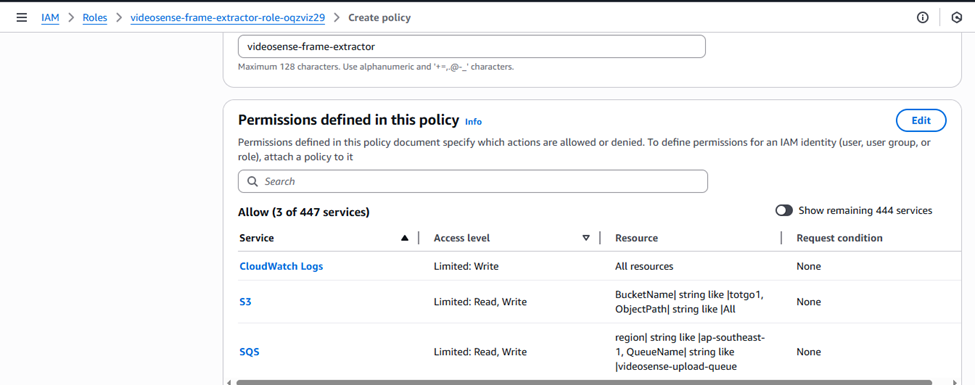 IAM > Roles > videosense-frame-extractor-role-oqzviz29 > Create policy
videosense-frame-extractor
Maximum 128 characters. Use alphanumeric and '+=,.@-_' characters.
Permissions defined in this policy Info
Edit
Permissions defined in this policy document specify which actions are allowed or denied. To define permissions for an IAM identity (user, user group, or
role), attach a policy to it
Search
Allow (3 of 447 services)
Show remaining 444 services
Service Access level Resource Request condition
CloudWatch Logs Limited: Write All resources None
S3 Limited: Read, Write BucketName| string like |totgo1, None
ObjectPath| string like |All
SQS Limited: Read, Write region| string like |ap-southeast- None
1, QueueName| string like
|videosense-upload-queue